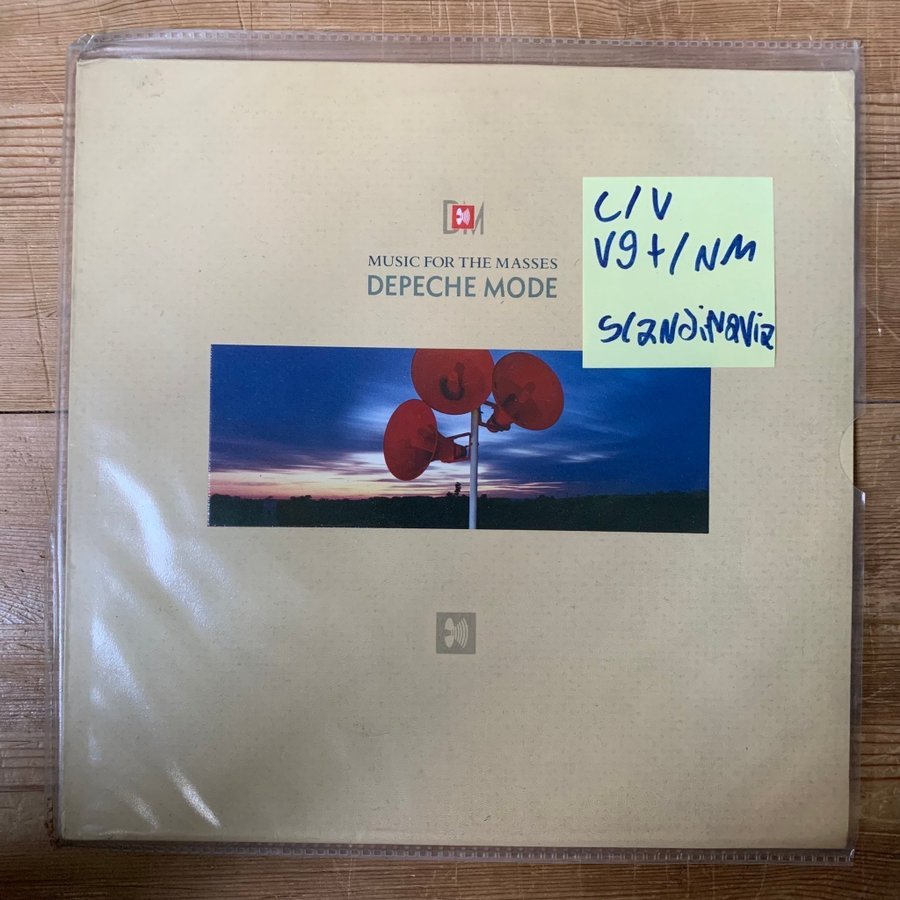 DM
MUSIC FOR THE MASSES
DEPECHE MODE
C/V
Vg+/NM
Scandinavia